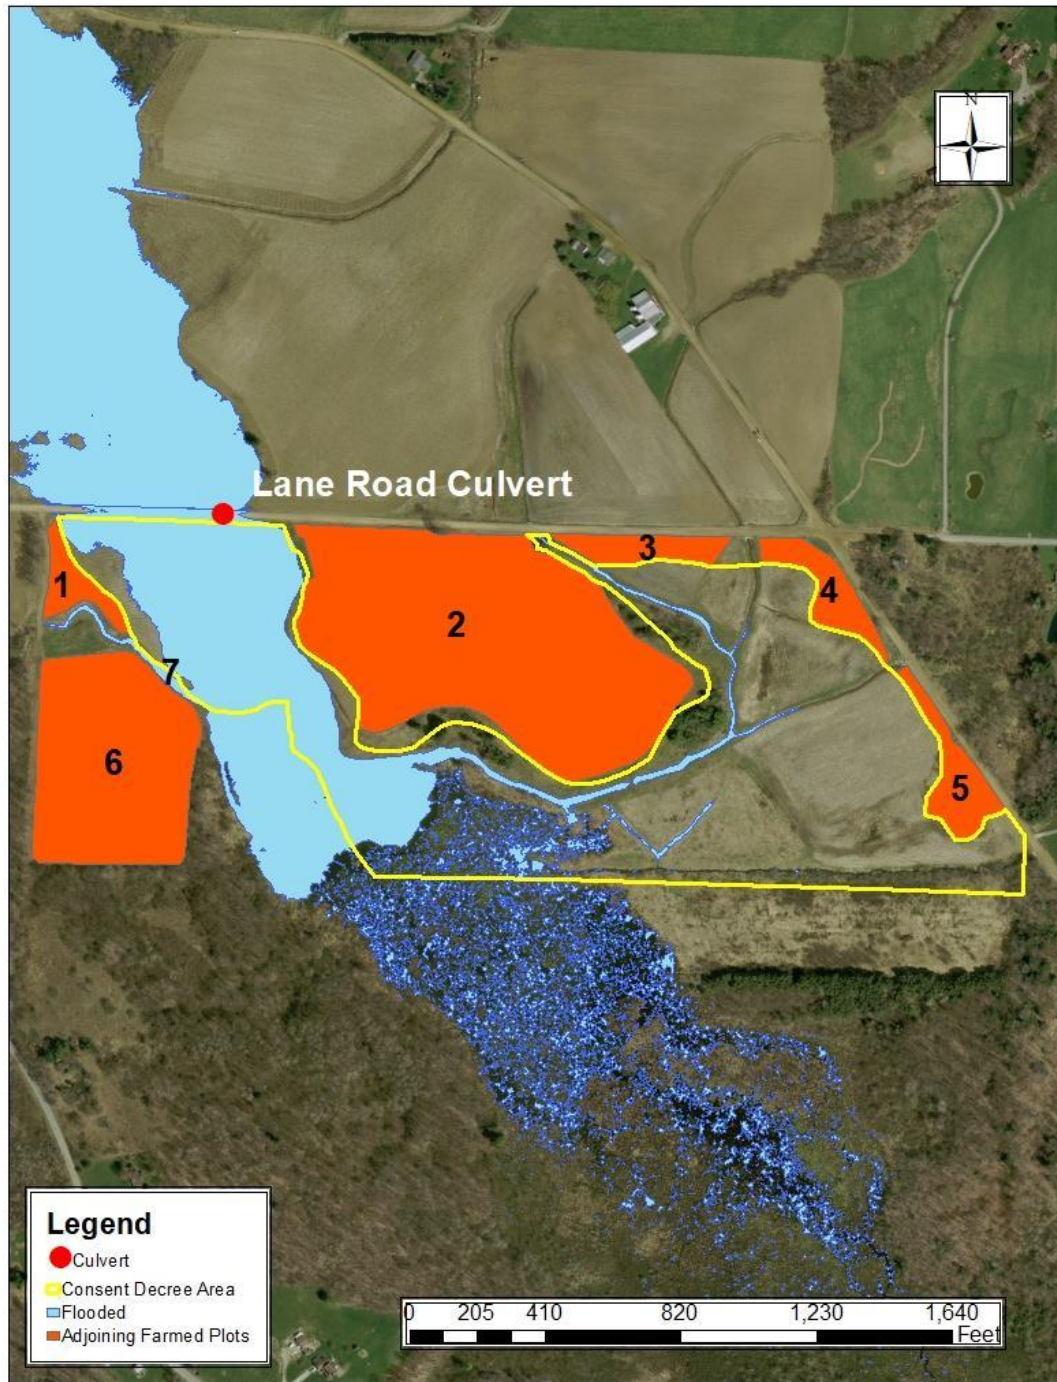 N
Lane Road Culvert
1
2
3
4
5
6
7
Legend
Culvert
Consent Decree Area
Flooded
Adjoining Farmed Plots
0 205 410 820 1,230 1,640
Feet